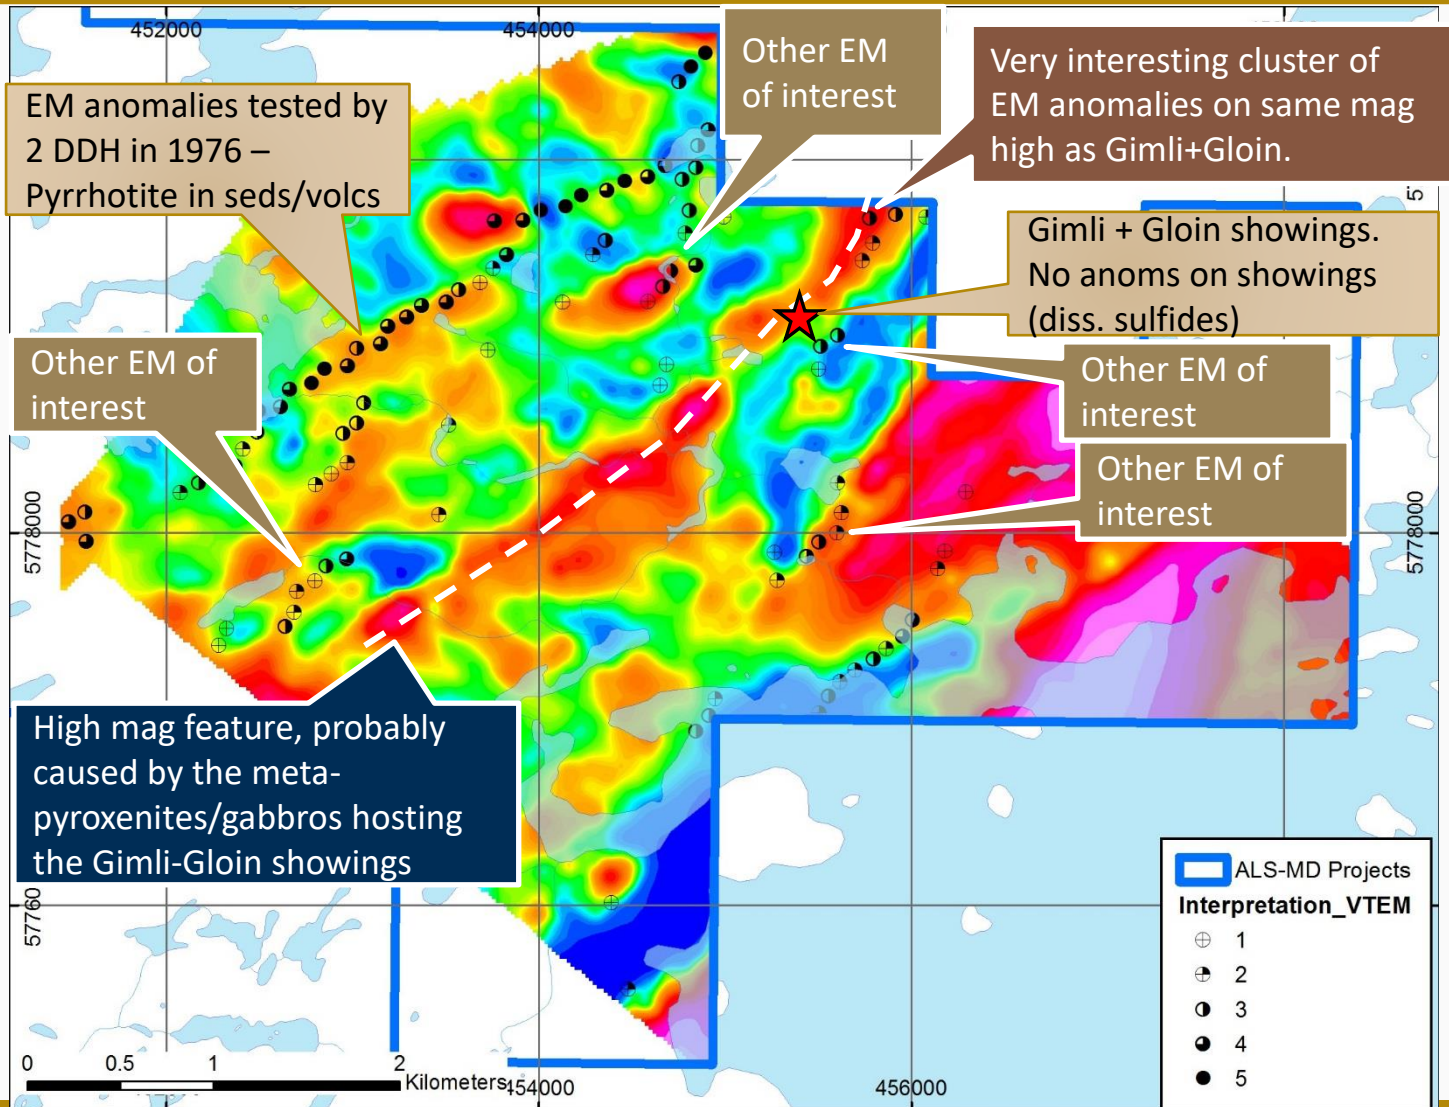 452000
454000
Other EM
of interest
Very interesting cluster of
EM anomalies on same mag
high as Gimli+Gloin.
EM anomalies tested by
2 DDH in 1976 –
Pyrrhotite in seds/volcs
5
Gimli + Gloin showings.
No anoms on showings
(diss. sulfides)
Other EM of
interest
Other EM of
interest
Other EM of
interest
5778000
5778000
High mag feature, probably
caused by the meta-
pyroxenites/gabbros hosting
the Gimli-Gloin showings
57760
ALS-MD Projects
Interpretation_VTEM
1
2
3
4
5
0 0.5 1 2
Kilometers
454000
456000